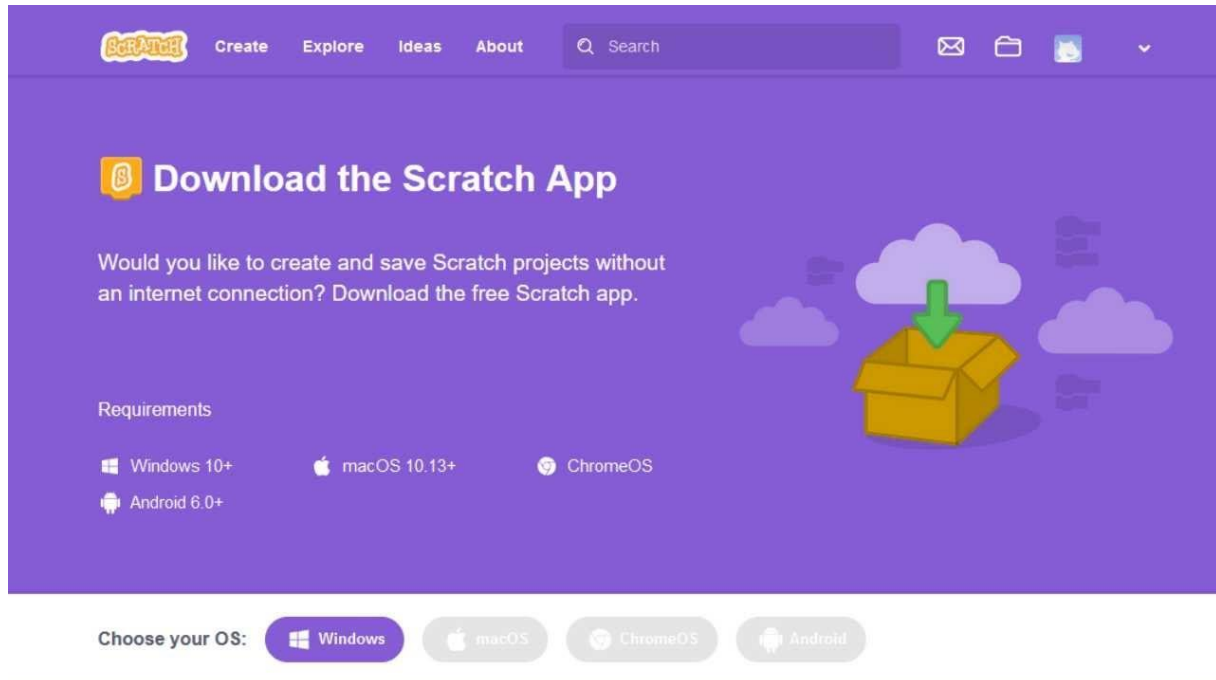 SCRATCH Create Explore Ideas About Search
Download the Scratch App
Would you like to create and save Scratch projects without
an internet connection? Download the free Scratch app.
Requirements
Windows 10+ macOS 10.13+ ChromeOS
Android 6.0+
Choose your OS: Windows macOS ChromeOS Android